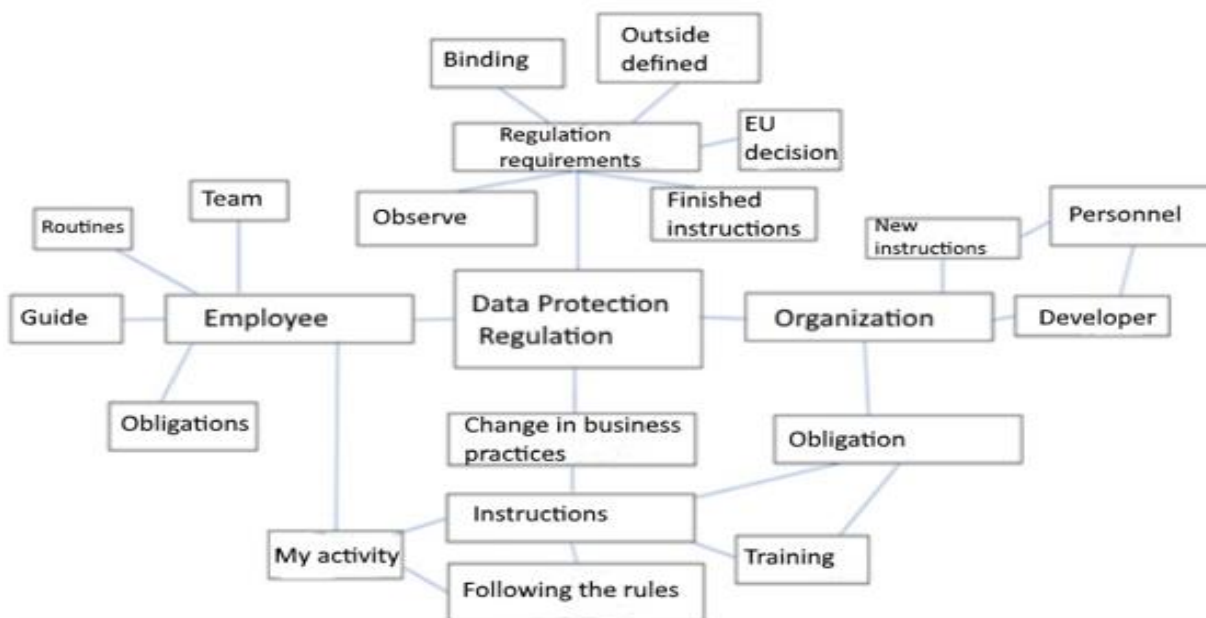 Binding
Outside
defined
Regulation
requirements
EU
decision
Team
Observe
Finished
instructions
Personnel
Routines
New
instructions
Guide
Employee
Data Protection
Regulation
Organization
Developer
Obligations
Change in business
practices
Obligation
Instructions
My activity
Training
Following the rules